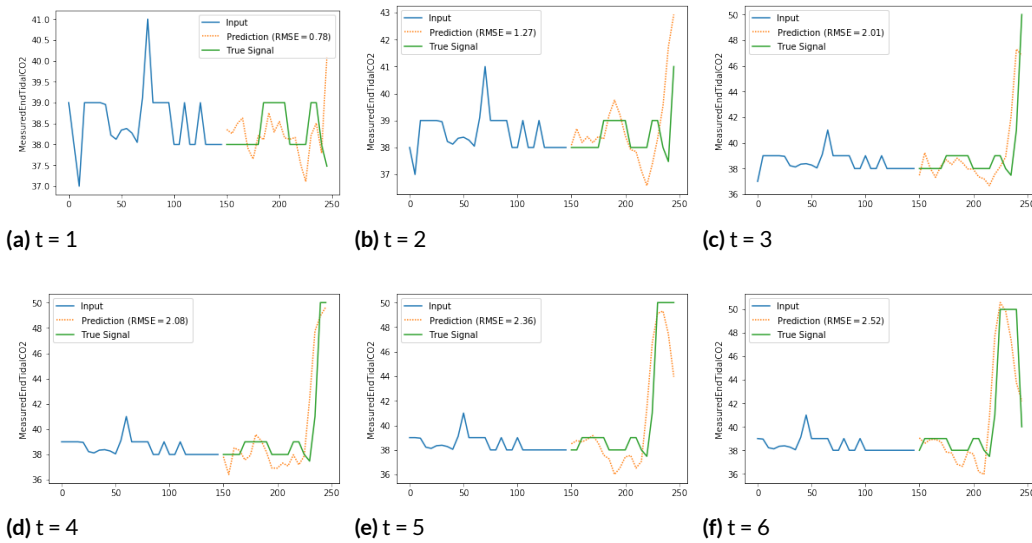 41.0
40.5
40.0
39.5
39.0
38.5
38.0
37.5
37.0
MeasuredEndTidalCO2
Input
Prediction (RMSE = 0.78)
True Signal
0 50 100 150 200 250
(a) t = 1
43
42
41
40
39
38
37
MeasuredEndTidalCO2
Input
Prediction (RMSE = 1.27)
True Signal
0 50 100 150 200 250
(b) t = 2
50
48
46
44
42
40
38
36
MeasuredEndTidalCO2
Input
Prediction (RMSE = 2.01)
True Signal
0 50 100 150 200 250
(c) t = 3
50
48
46
44
42
40
38
36
MeasuredEndTidalCO2
Input
Prediction (RMSE = 2.08)
True Signal
0 50 100 150 200 250
(d) t = 4
50
48
46
44
42
40
38
36
MeasuredEndTidalCO2
Input
Prediction (RMSE = 2.36)
True Signal
0 50 100 150 200 250
(e) t = 5
50
48
46
44
42
40
38
36
MeasuredEndTidalCO2
Input
Prediction (RMSE = 2.52)
True Signal
0 50 100 150 200 250
(f) t = 6